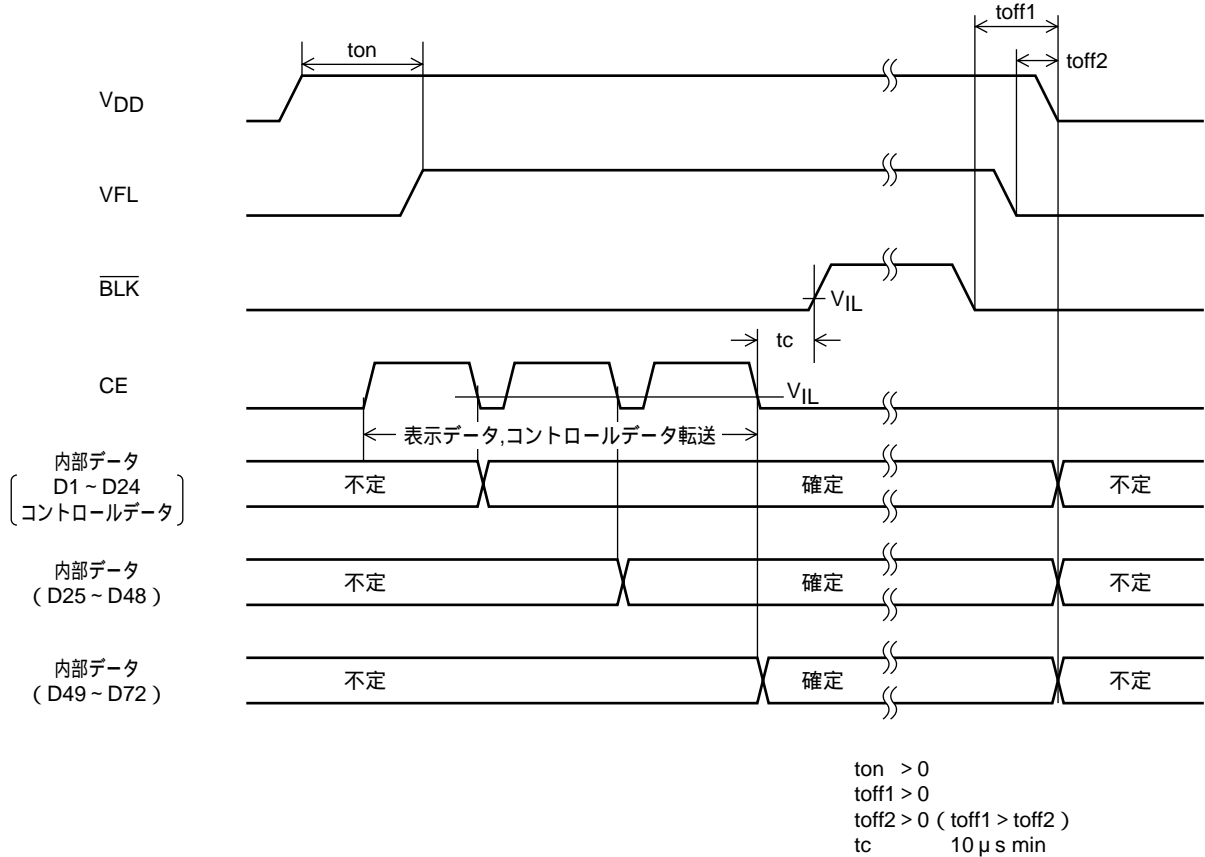 toff1
ton
toff2
VDD
VFL
BLK
VIL
tc
CE
VIL
表示データ,コントロールデータ転送
内部データ
D1 ~ D24
コントロールデータ
不定
確定
不定
内部データ
( D25 ~ D48 )
不定
確定
不定
内部データ
( D49 ~ D72 )
不定
確定
不定
ton > 0
toff1 > 0
toff2 > 0 ( toff1 > toff2 )
tc 10 μ s min